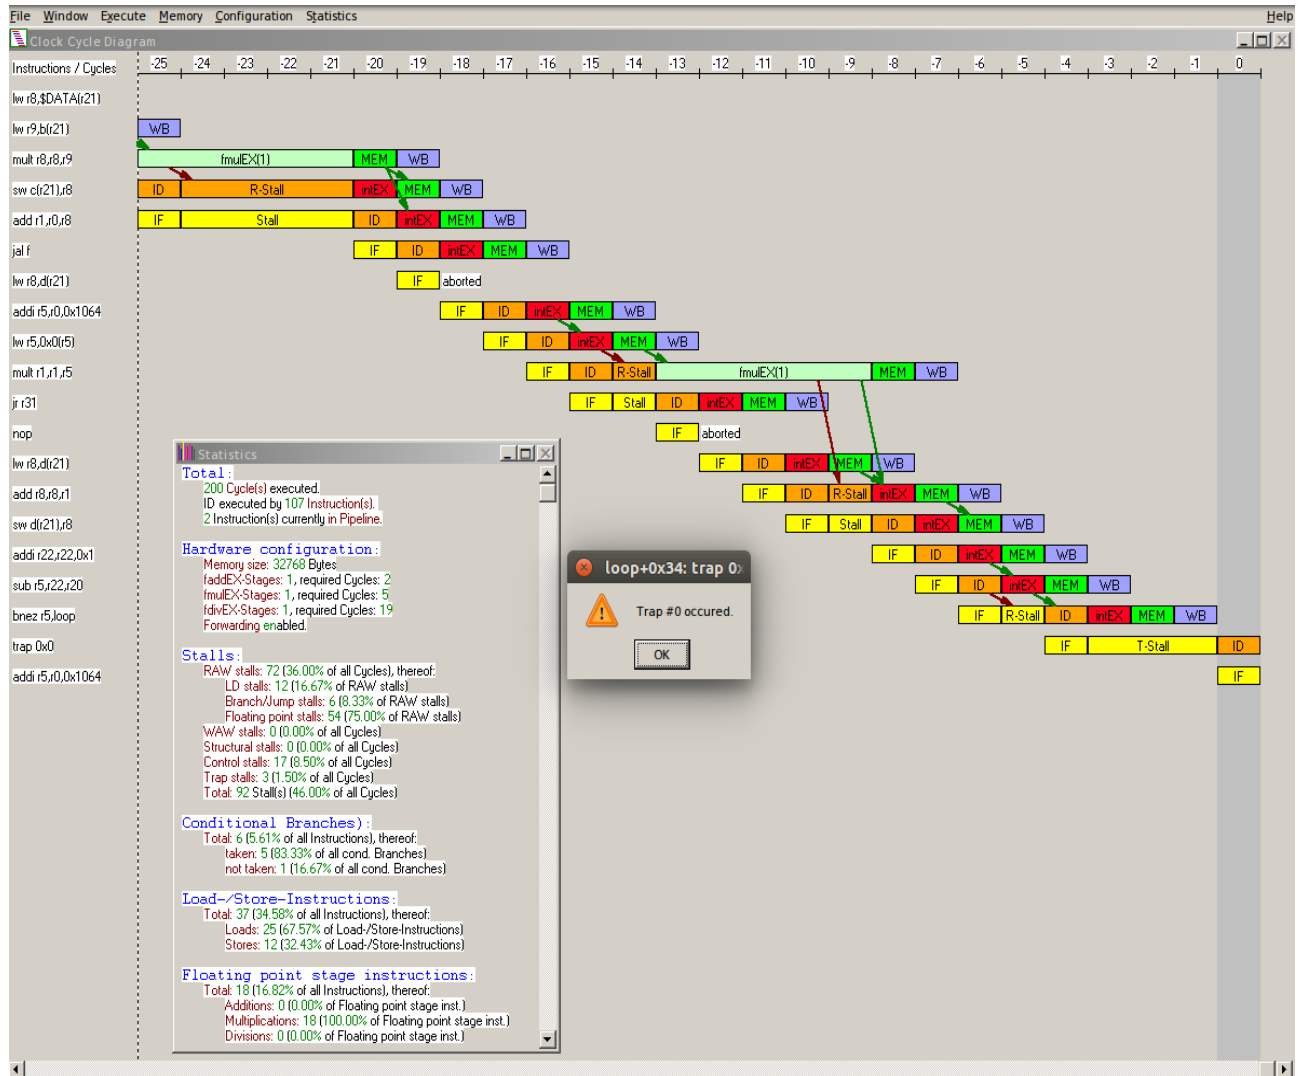 File Window Execute Memory Configuration Statistics Help
Clock Cycle Diagram
Instructions / Cycles -25 -24 -23 -22 -21 -20 -19 -18 -17 -16 -15 -14 -13 -12 -11 -10 -9 -8 -7 -6 -5 -4 -3 -2 -1 0
lw r8,$DATA(r21)
lw r9,b(r21) WB
mult r8,r8,r9 fmulEX(1) MEM WB
sw c(r21),r8 ID R-Stall intEX MEM WB
add r1,r0,r8 IF Stall ID intEX MEM WB
jal f IF ID intEX MEM WB
lw r8,d(r21) IF aborted
addi r5,r0,0x1064 IF ID intEX MEM WB
lw r5,0x0(r5) IF ID intEX MEM WB
mult r1,r1,r5 IF ID R-Stall fmulEX(1) MEM WB
jr r31 IF Stall ID intEX MEM WB
nop IF aborted
lw r8,d(r21) IF ID intEX MEM WB
add r8,r8,r1 IF ID R-Stall intEX MEM WB
sw d(r21),r8 IF Stall ID intEX MEM WB
addi r22,r22,0x1 IF ID intEX MEM WB
sub r5,r22,r20 IF ID intEX MEM WB
bnez r5,loop IF R-Stall ID intEX MEM WB
trap 0x0 IF T-Stall ID
addi r5,r0,0x1064 IF
Statistics
Total:
200 Cycle(s) executed.
ID executed by 107 Instruction(s).
2 Instruction(s) currently in Pipeline.
Hardware configuration:
Memory size: 32768 Bytes
faddEX-Stages: 1, required Cycles: 2
fmulEX-Stages: 1, required Cycles: 5
fdivEX-Stages: 1, required Cycles: 19
Forwarding enabled.
Stalls:
RAW stalls: 72 (36.00% of all Cycles), thereof:
LD stalls: 12 (16.67% of RAW stalls)
Branch/Jump stalls: 6 (8.33% of RAW stalls)
Floating point stalls: 54 (75.00% of RAW stalls)
WAW stalls: 0 (0.00% of all Cycles)
Structural stalls: 0 (0.00% of all Cycles)
Control stalls: 17 (8.50% of all Cycles)
Trap stalls: 3 (1.50% of all Cycles)
Total: 92 Stall(s) (46.00% of all Cycles)
Conditional Branches):
Total: 6 (5.61% of all Instructions), thereof:
taken: 5 (83.33% of all cond. Branches)
not taken: 1 (16.67% of all cond. Branches)
Load-/Store-Instructions:
Total: 37 (34.58% of all Instructions), thereof:
Loads: 25 (67.57% of Load-/Store-Instructions)
Stores: 12 (32.43% of Load-/Store-Instructions)
Floating point stage instructions:
Total: 18 (16.82% of all Instructions), thereof:
Additions: 0 (0.00% of Floating point stage inst.)
Multiplications: 18 (100.00% of Floating point stage inst.)
Divisions: 0 (0.00% of Floating point stage inst.)
loop+0x34: trap 0x
Trap #0 occured.
OK